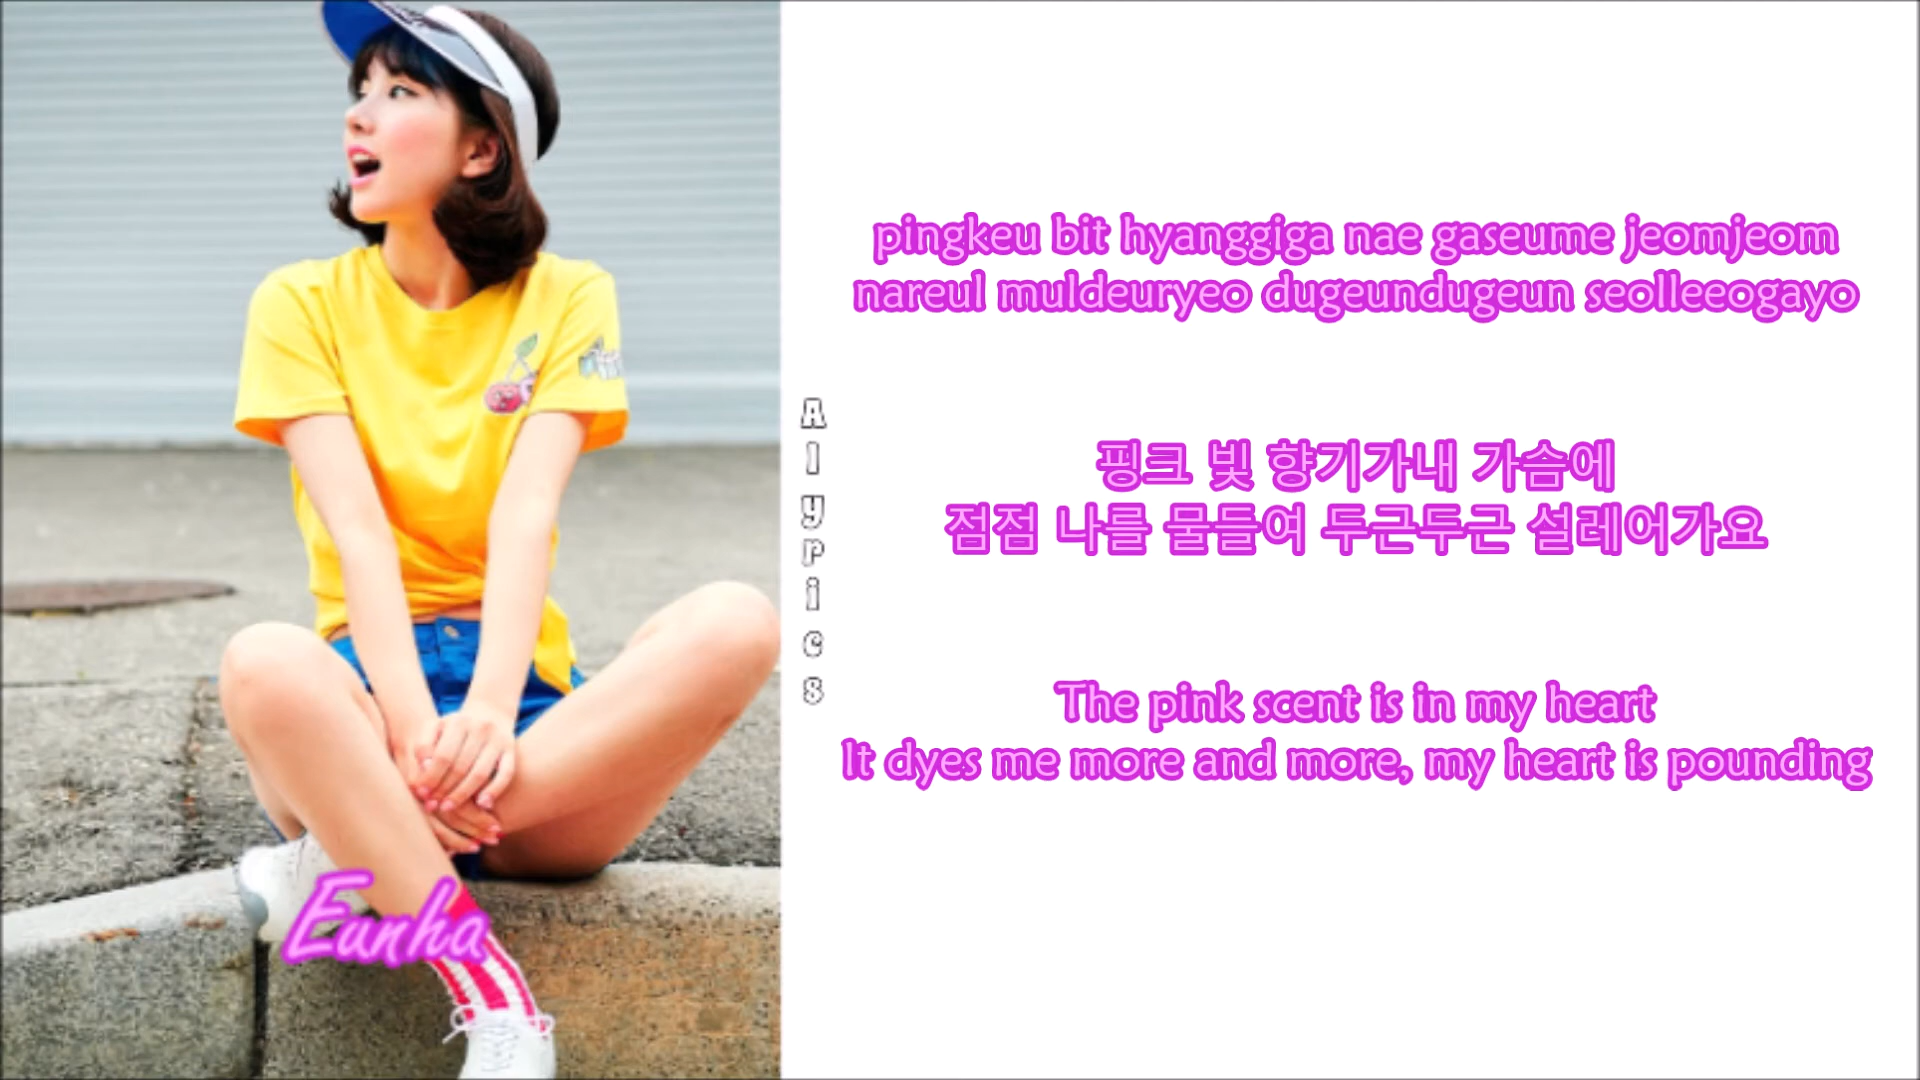 pingkeu bit hyanggiga nae gaseume jeomjeom
nareul muldeuryeo dugeundugeun seolleeogayo
핑크 빛 향기가내 가슴에
점점 나를 물들여 두근두근 설레어가요
The pink scent is in my heart
It dyes me more and more, my heart is pounding
Alyrics
Eunha